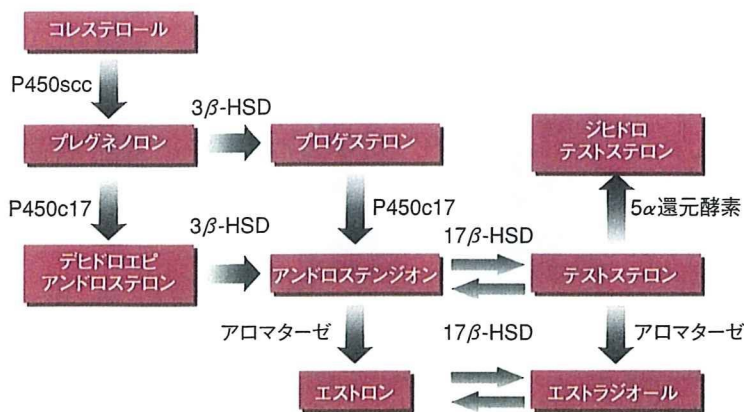 コレステロール
P450scc
3β-HSD
プレグネノロン
プロゲステロン
ジヒドロ
テストステロン
P450c17
3β-HSD
P450c17
17β-HSD
5α還元酵素
デヒドロエピ
アンドロステロン
アンドロステンジオン
テストステロン
アロマターゼ
17β-HSD
アロマターゼ
エストロン
エストラジオール